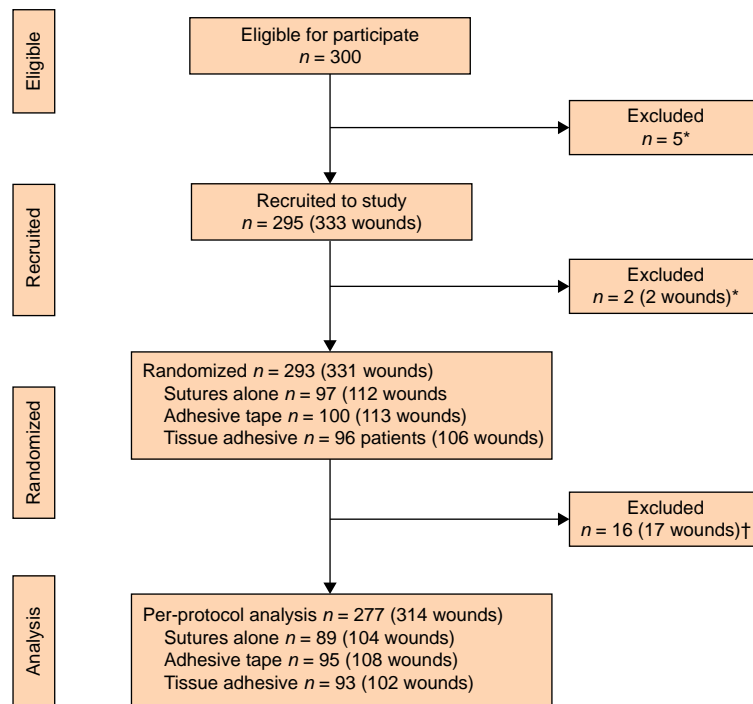 Eligible
Eligible for participate
n = 300
Excluded
n = 5*
Recruited
Recruited to study
n = 295 (333 wounds)
Excluded
n = 2 (2 wounds)*
Randomized
Randomized n = 293 (331 wounds)
Sutures alone n = 97 (112 wounds
Adhesive tape n = 100 (113 wounds)
Tissue adhesive n = 96 patients (106 wounds)
Excluded
n = 16 (17 wounds)†
Analysis
Per-protocol analysis n = 277 (314 wounds)
Sutures alone n = 89 (104 wounds)
Adhesive tape n = 95 (108 wounds)
Tissue adhesive n = 93 (102 wounds)